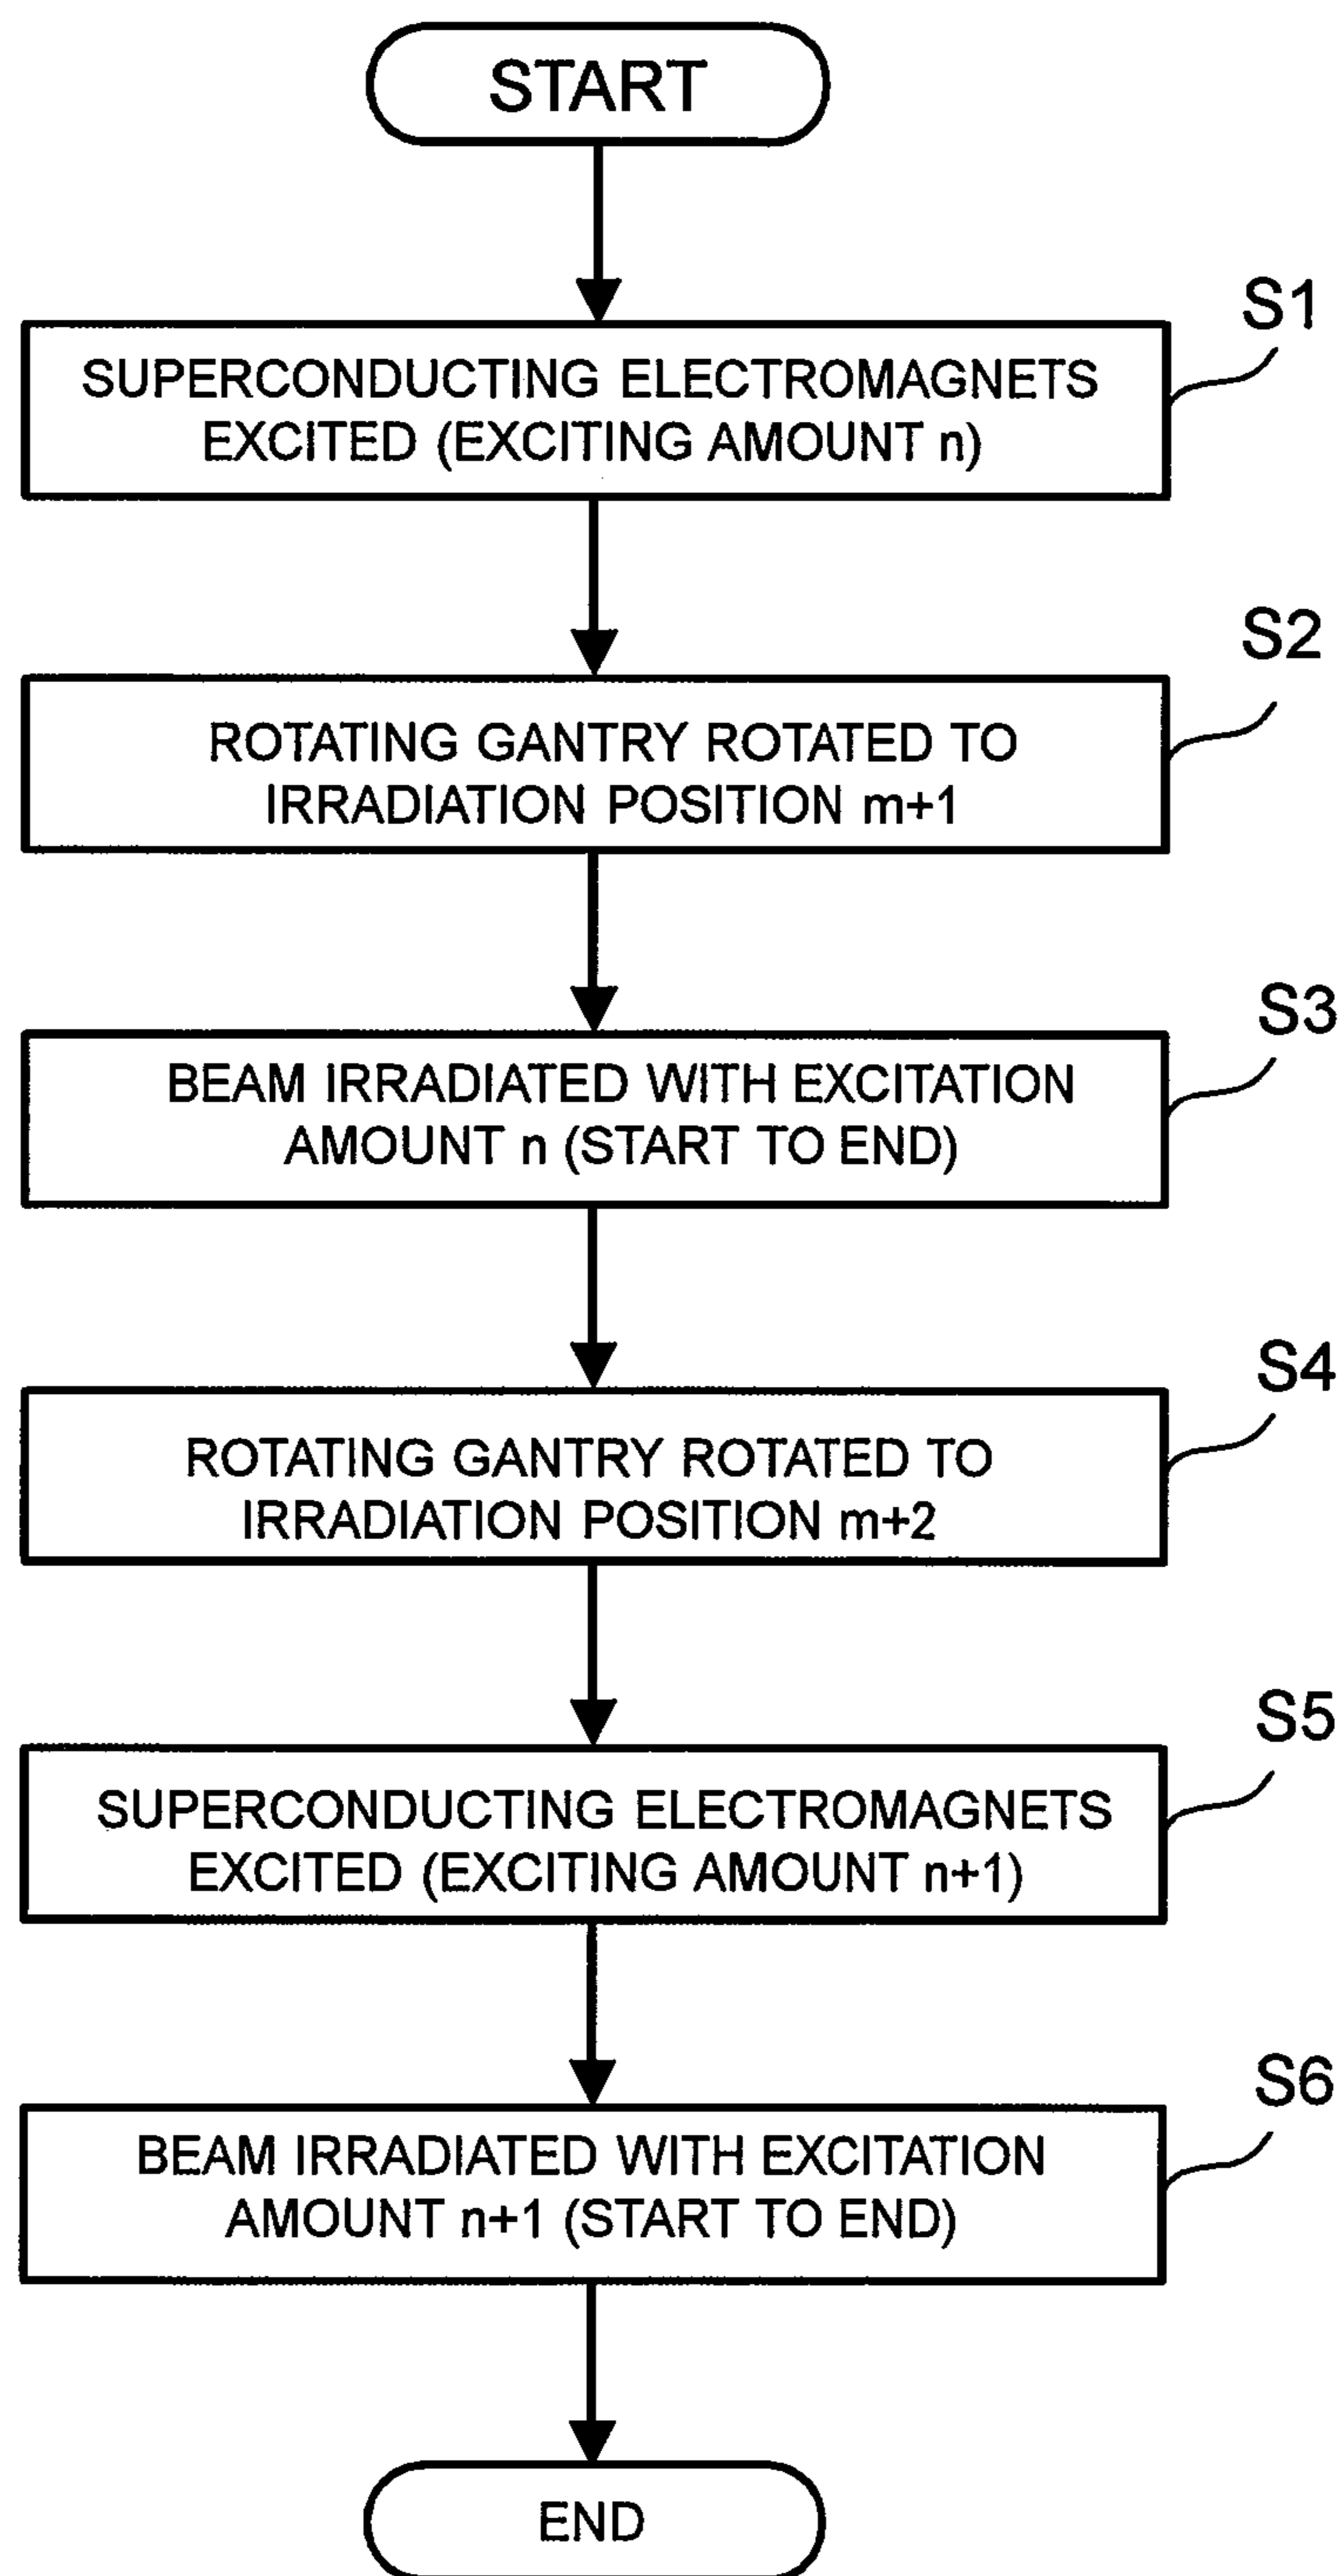 START
S1
SUPERCONDUCTING ELECTROMAGNETS
EXCITED (EXCITING AMOUNT n)
S2
ROTATING GANTRY ROTATED TO
IRRADIATION POSITION m+1
S3
BEAM IRRADIATED WITH EXCITATION
AMOUNT n (START TO END)
S4
ROTATING GANTRY ROTATED TO
IRRADIATION POSITION m+2
S5
SUPERCONDUCTING ELECTROMAGNETS
EXCITED (EXCITING AMOUNT n+1)
S6
BEAM IRRADIATED WITH EXCITATION
AMOUNT n+1 (START TO END)
END